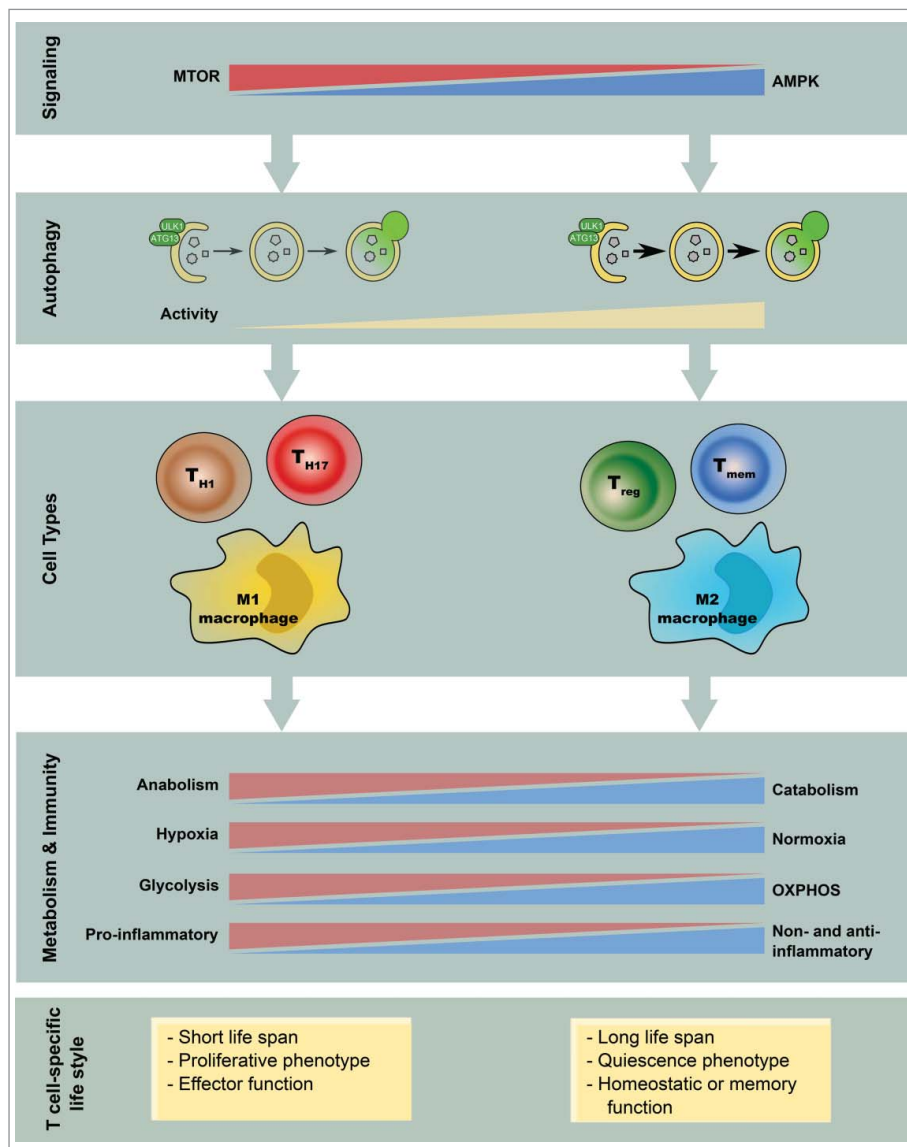 Signaling
MTOR
AMPK
Autophagy
ULK1
ATG13
ULK1
ATG13
Activity
Cell Types
TH1
TH17
Treg
Tmem
M1
macrophage
M2
macrophage
Metabolism & Immunity
Anabolism
Catabolism
Hypoxia
Normoxia
Glycolysis
OXPHOS
Pro-inflammatory
Non- and anti-
inflammatory
T cell-specific
life style
- Short life span
- Proliferative phenotype
- Effector function
- Long life span
- Quiescence phenotype
- Homeostatic or memory
function